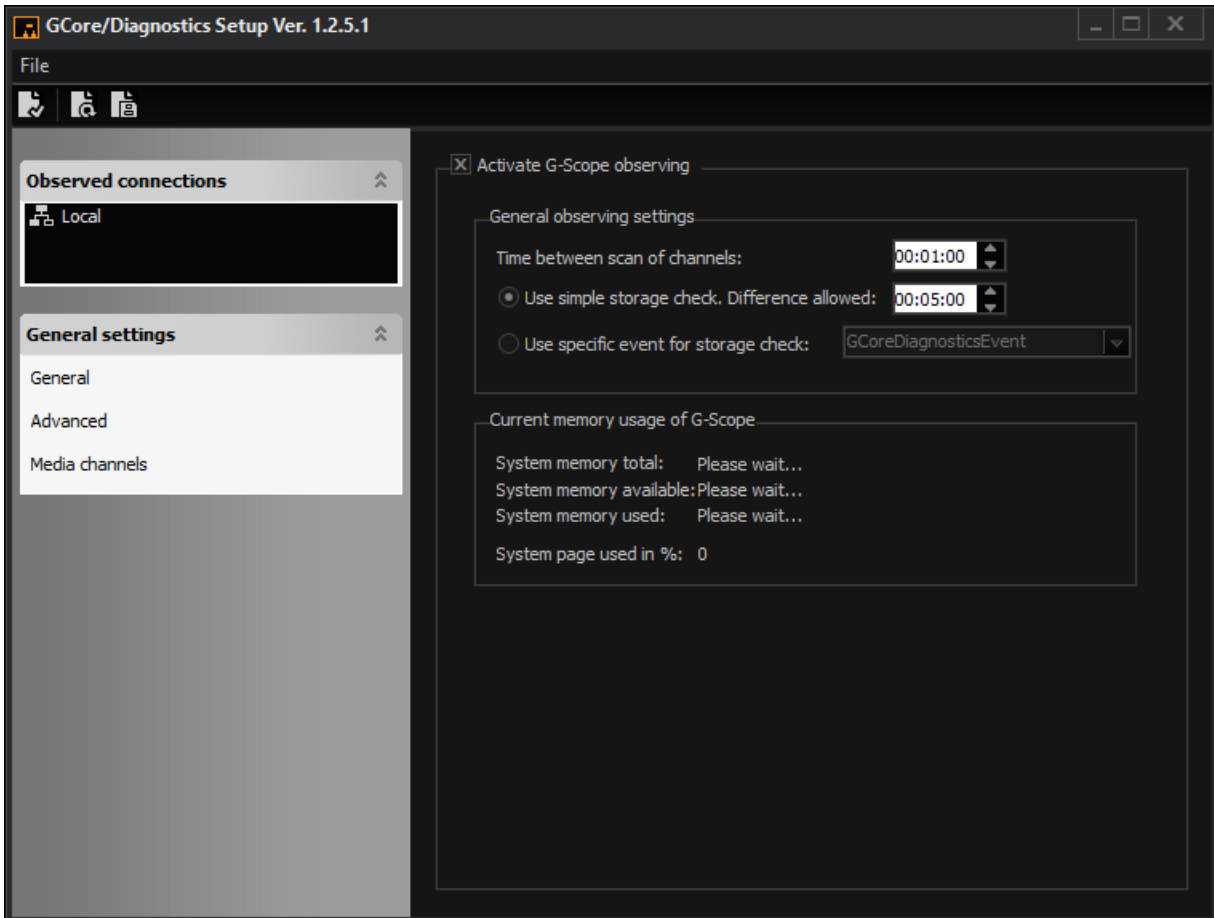 GCore/Diagnostics Setup Ver. 1.2.5.1
File
Observed connections
Local
General settings
General
Advanced
Media channels
Activate G-Scope observing
General observing settings
Time between scan of channels: 00:01:00
Use simple storage check. Difference allowed: 00:05:00
Use specific event for storage check: GCoreDiagnosticsEvent
Current memory usage of G-Scope
System memory total: Please wait...
System memory available: Please wait...
System memory used: Please wait...
System page used in %: 0